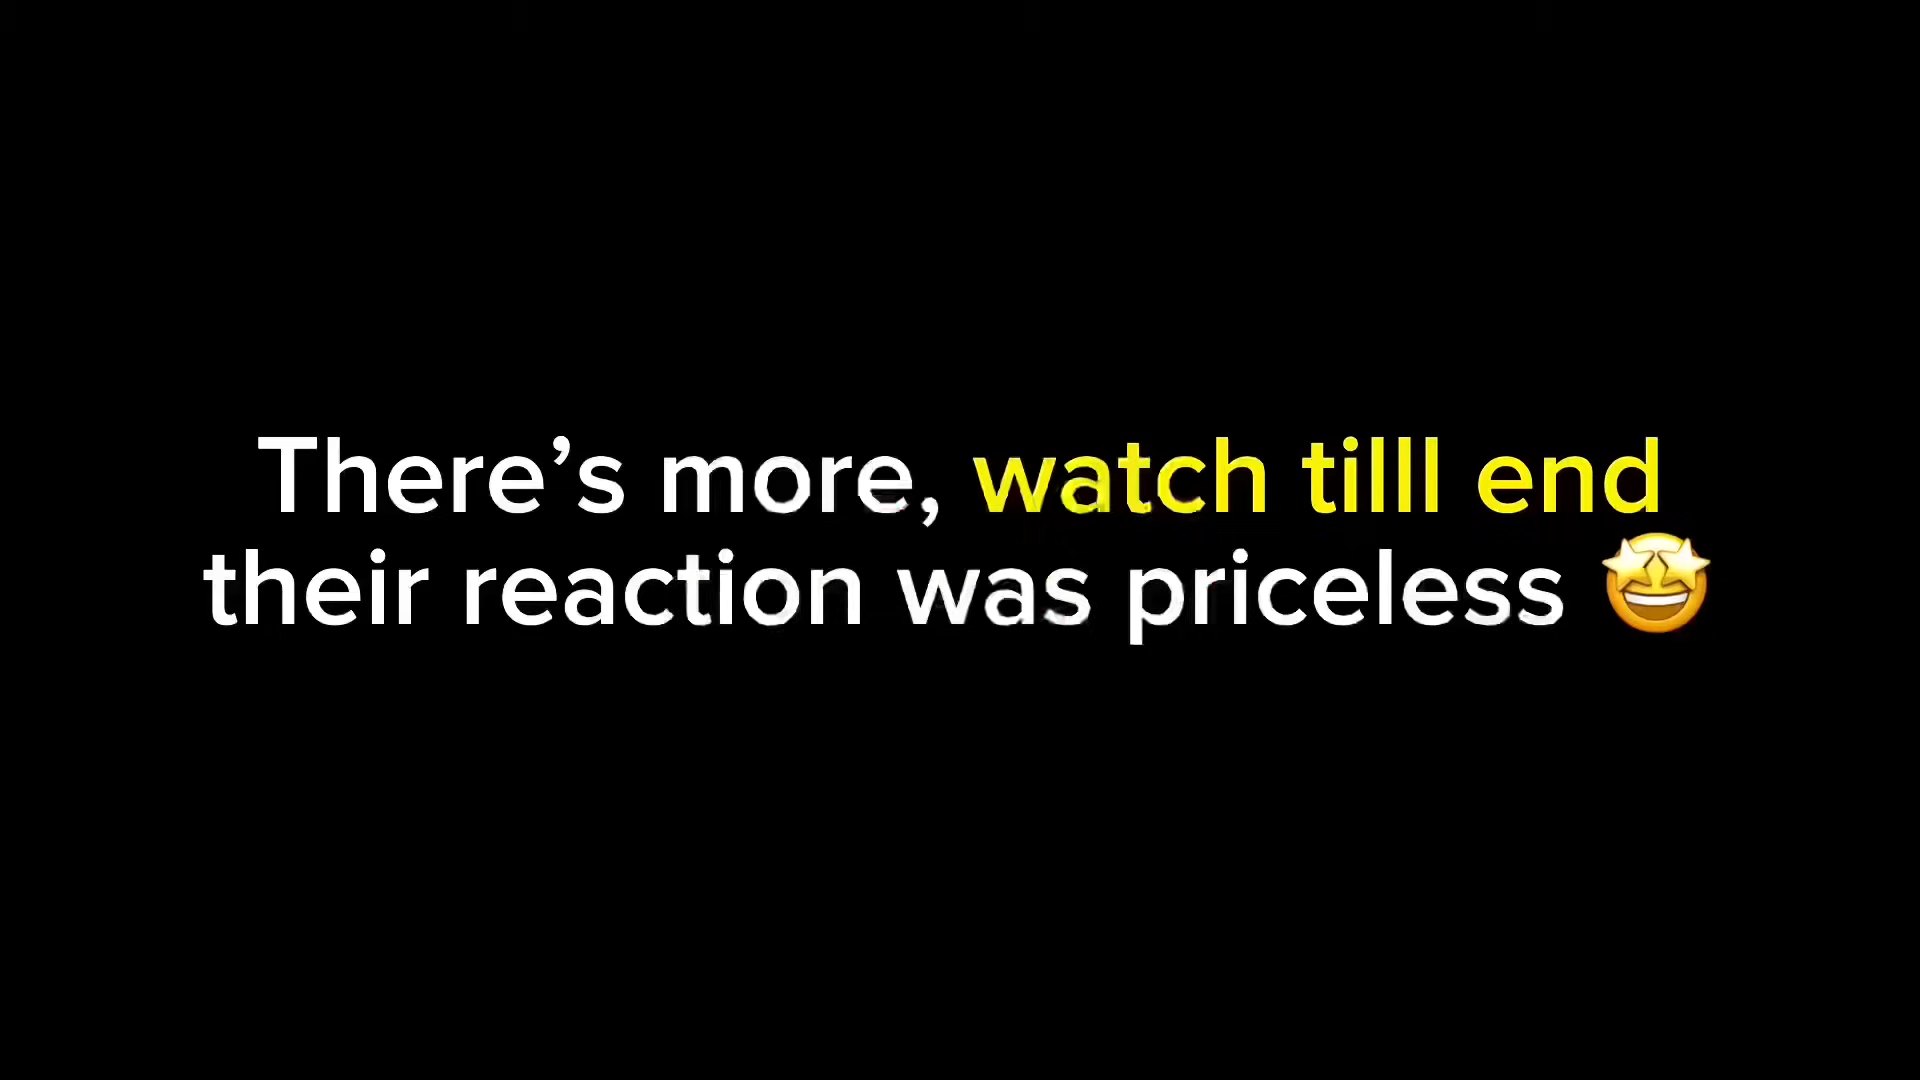 There’s more, watch tilll end
their reaction was priceless 🤩